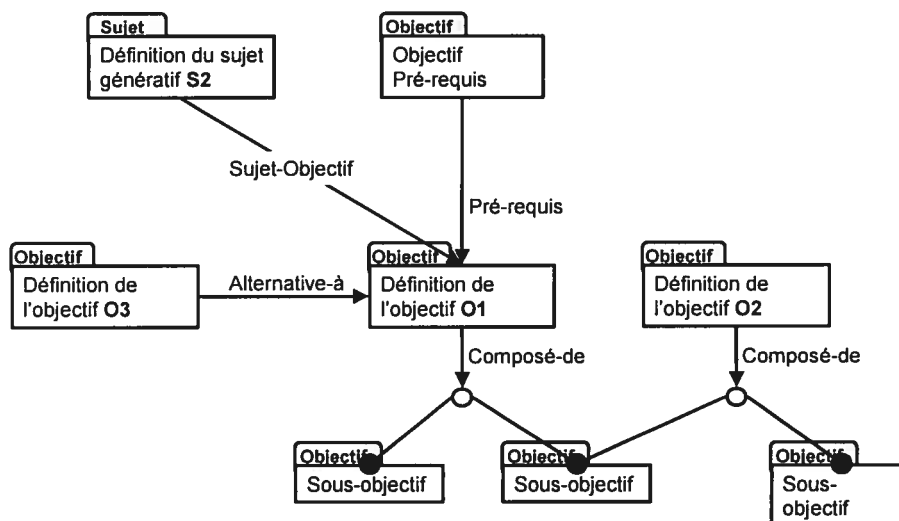 Sujet
Définition du sujet
génératif S2
Objectif
Objectif
Pré-requis
Sujet-Objectif
Pré-requis
Objectif
Définition de
l'objectif O3
Alternative-à
Objectif
Définition de
l'objectif O1
Objectif
Définition de
l'objectif O2
Composé-de
Composé-de
Objectif
Sous-objectif
Objectif
Sous-objectif
Objectif
Sous-
objectif